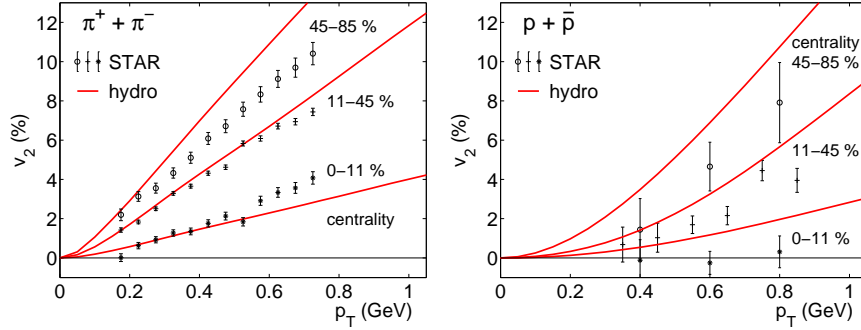 π⁺ + π⁻
45−85 %
STAR
hydro
11−45 %
0−11 %
centrality
v₂ (%)
12
10
8
6
4
2
0
0 0.2 0.4 0.6 0.8 1
p_T (GeV)
p + p̄
centrality
45−85 %
STAR
hydro
11−45 %
0−11 %
v₂ (%)
12
10
8
6
4
2
0
0 0.2 0.4 0.6 0.8 1
p_T (GeV)